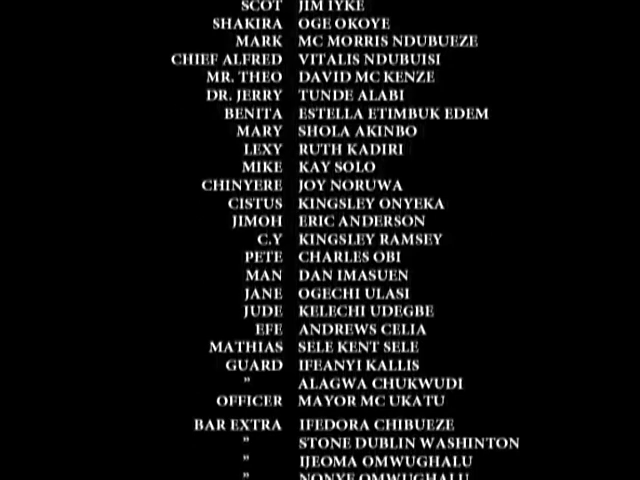 SCOT JIM IYKE
SHAKIRA OGE OKOYE
MARK MC MORRIS NDUBUEZE
CHIEF ALFRED VITALIS NDUBUISI
MR. THEO DAVID MC KENZE
DR. JERRY TUNDE ALABI
BENITA ESTELLA ETIMBUK EDEM
MARY SHOLA AKINBO
LEXY RUTH KADIRI
MIKE KAY SOLO
CHINYERE JOY NORUWA
CISTUS KINGSLEY ONYEKA
JIMOH ERIC ANDERSON
C.Y KINGSLEY RAMSEY
PETE CHARLES OBI
MAN DAN IMASUEN
JANE OGECHI ULASI
JUDE KELECHI UDEGBE
EFE ANDREWS CELIA
MATHIAS SELE KENT SELE
GUARD IFEANYI KALLIS
" ALAGWA CHUKWUDI
OFFICER MAYOR MC UKATU
BAR EXTRA IFEDORA CHIBUEZE
" STONE DUBLIN WASHINTON
" IJEOMA OMWUGHALU
" NONYE OMWUGHALU